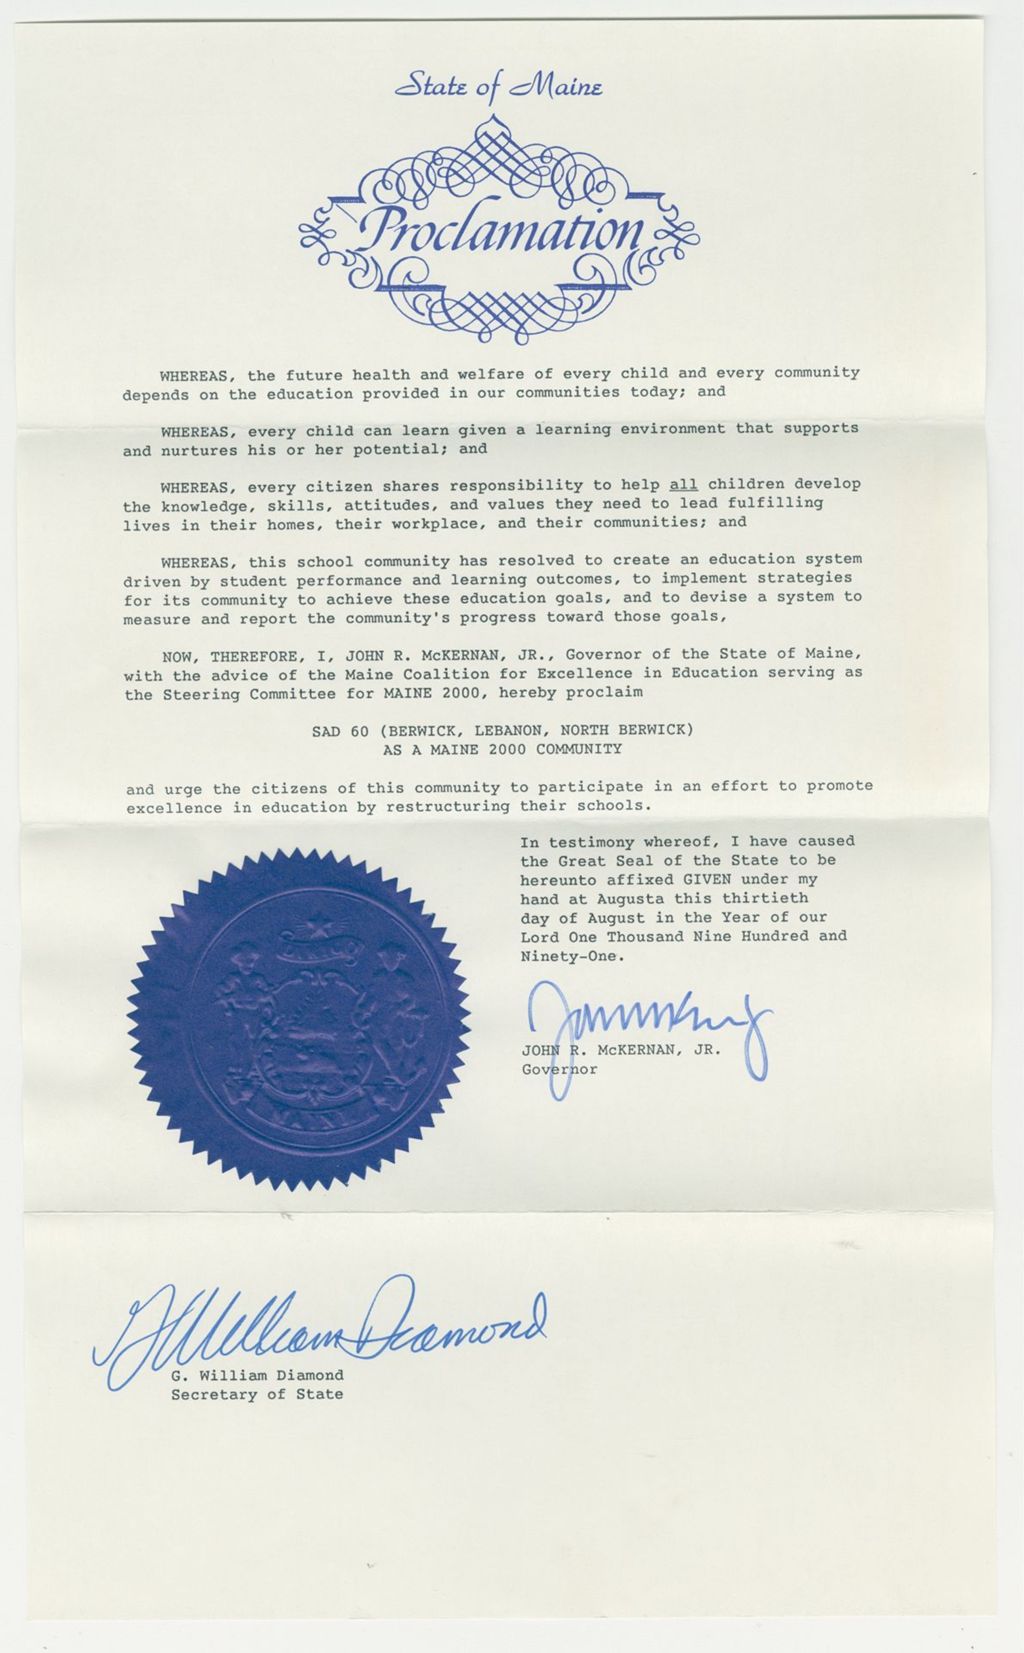 State of Maine
Proclamation
WHEREAS, the future health and welfare of every child and every community
depends on the education provided in our communities today; and
WHEREAS, every child can learn given a learning environment that supports
and nurtures his or her potential; and
WHEREAS, every citizen shares responsibility to help all children develop
the knowledge, skills, attitudes, and values they need to lead fulfilling
lives in their homes, their workplace, and their communities; and
WHEREAS, this school community has resolved to create an education system
driven by student performance and learning outcomes, to implement strategies
for its community to achieve these education goals, and to devise a system to
measure and report the community's progress toward those goals,
NOW, THEREFORE, I, JOHN R. McKERNAN, JR., Governor of the State of Maine,
with the advice of the Maine Coalition for Excellence in Education serving as
the Steering Committee for MAINE 2000, hereby proclaim
SAD 60 (BERWICK, LEBANON, NORTH BERWICK)
AS A MAINE 2000 COMMUNITY
and urge the citizens of this community to participate in an effort to promote
excellence in education by restructuring their schools.
In testimony whereof, I have caused
the Great Seal of the State to be
hereunto affixed GIVEN under my
hand at Augusta this thirtieth
day of August in the Year of our
Lord One Thousand Nine Hundred and
Ninety-One.
JOHN R. McKERNAN, JR.
Governor
MAINE
G William Diamond
G. William Diamond
Secretary of State